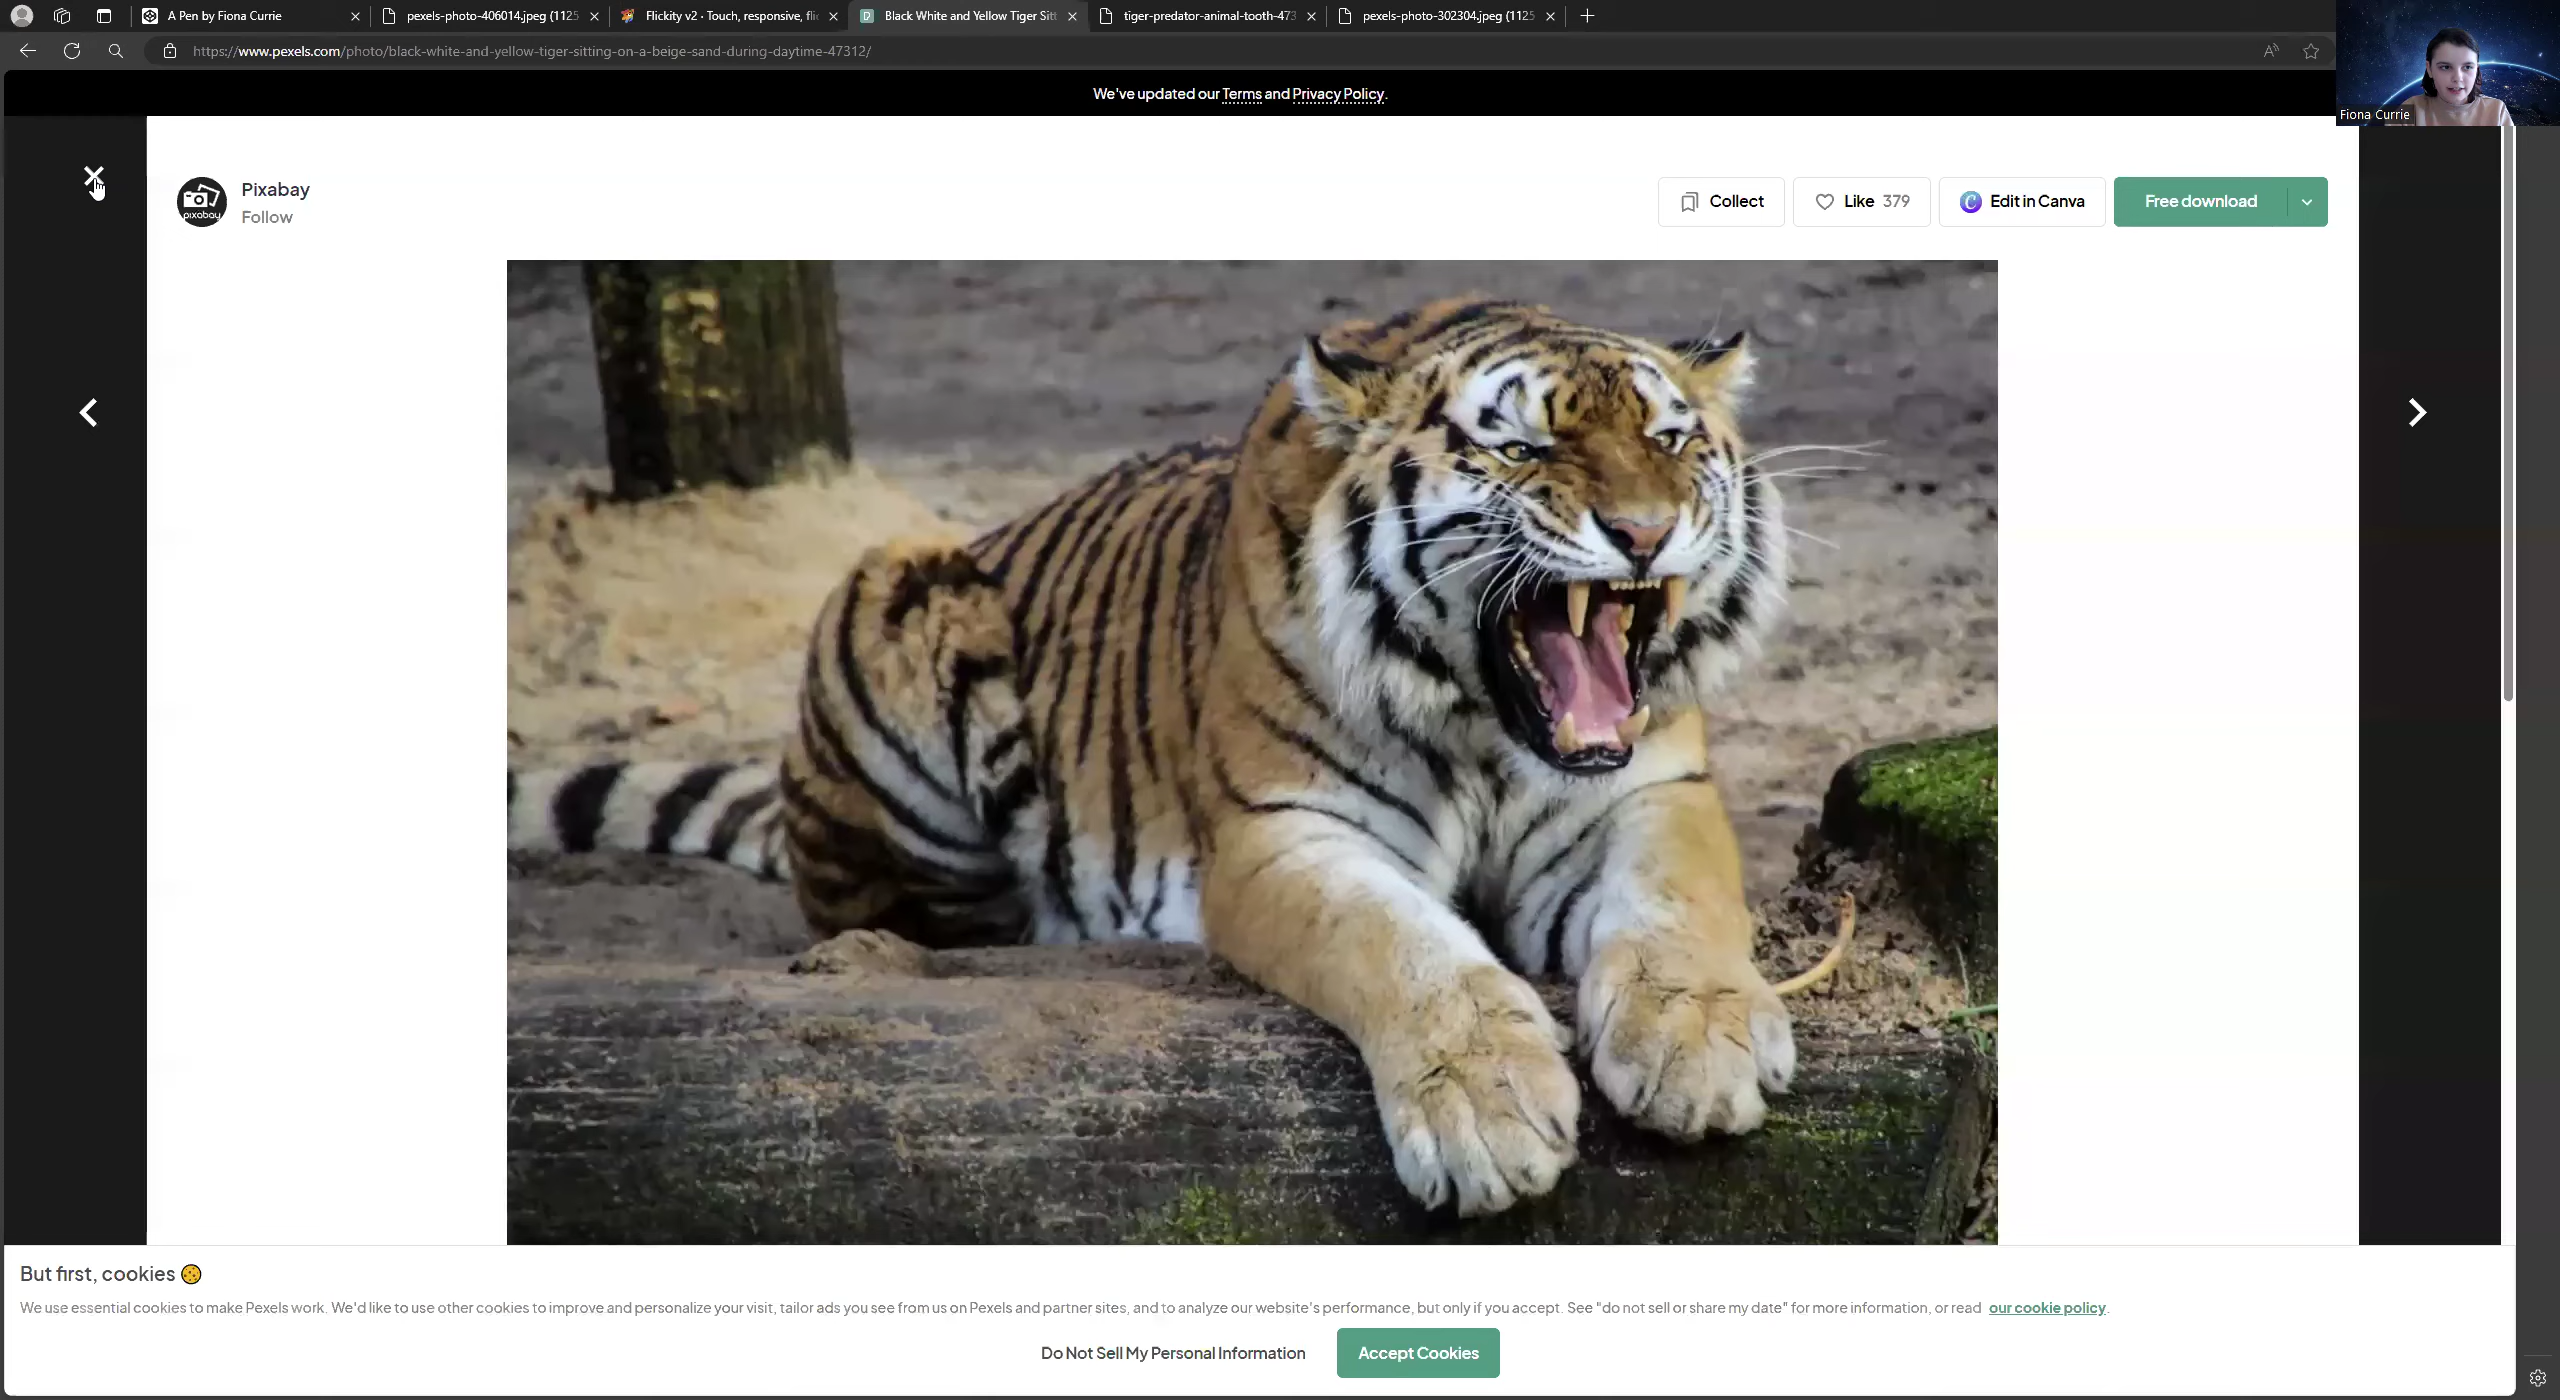 A Pen by Fiona Currie
pexels-photo-406014.jpeg (1125
Flickity v2 · Touch, responsive, flic
Black White and Yellow Tiger Sitt
tiger-predator-animal-tooth-473
pexels-photo-302304.jpeg (1125
https://www.pexels.com/photo/black-white-and-yellow-tiger-sitting-on-a-beige-sand-during-daytime-47312/
We've updated our Terms and Privacy Policy.
Fiona Currie
pixabay
Pixabay
Follow
Collect
Like 379
Edit in Canva
Free download
But first, cookies
We use essential cookies to make Pexels work. We'd like to use other cookies to improve and personalize your visit, tailor ads you see from us on Pexels and partner sites, and to analyze our website's performance, but only if you accept. See "do not sell or share my date" for more information, or read our cookie policy.
Do Not Sell My Personal Information
Accept Cookies